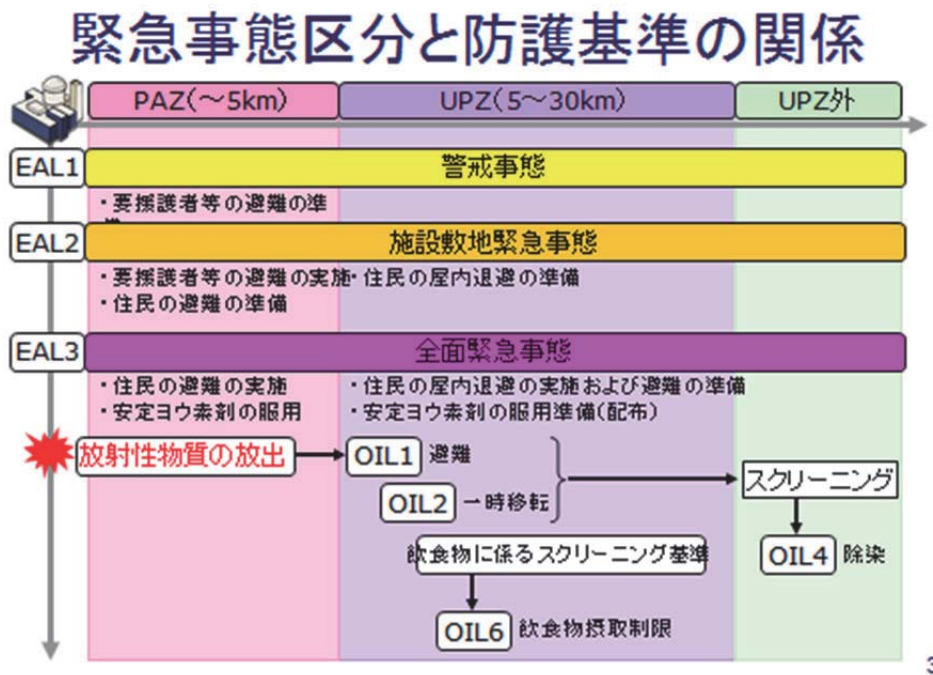 緊急事態区分と防護基準の関係
PAZ(～5km)
UPZ(5～30km)
UPZ外
EAL1
警戒事態
・要援護者等の避難の準
EAL2
施設敷地緊急事態
・要援護者等の避難の実施
・住民の避難の準備
・住民の屋内退避の準備
EAL3
全面緊急事態
・住民の避難の実施
・安定ヨウ素剤の服用
・住民の屋内退避の実施および避難の準備
・安定ヨウ素剤の服用準備(配布)
放射性物質の放出
OIL1 避難
OIL2 一時移転
スクリーニング
OIL4 除染
飲食物に係るスクリーニング基準
OIL6 飲食物摂取制限